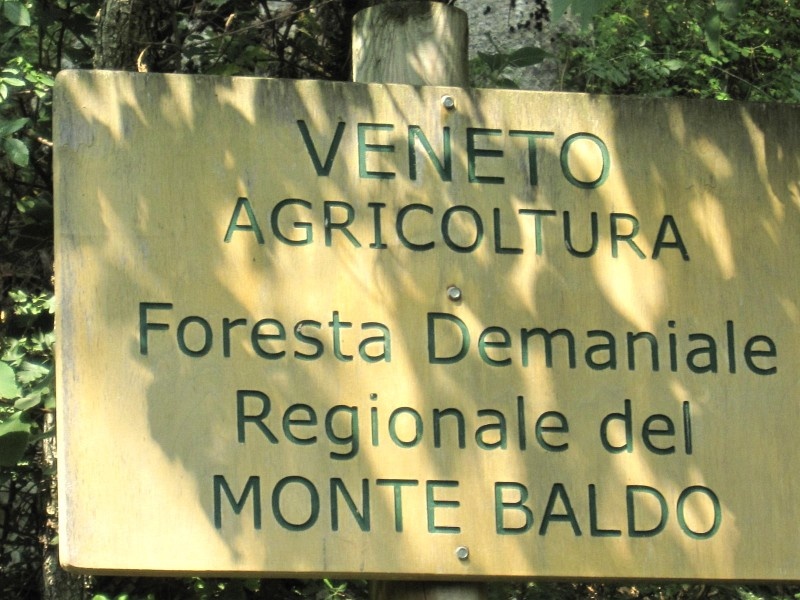 VENETO
AGRICOLTURA
Foresta Demaniale
Regionale del
MONTE BALDO